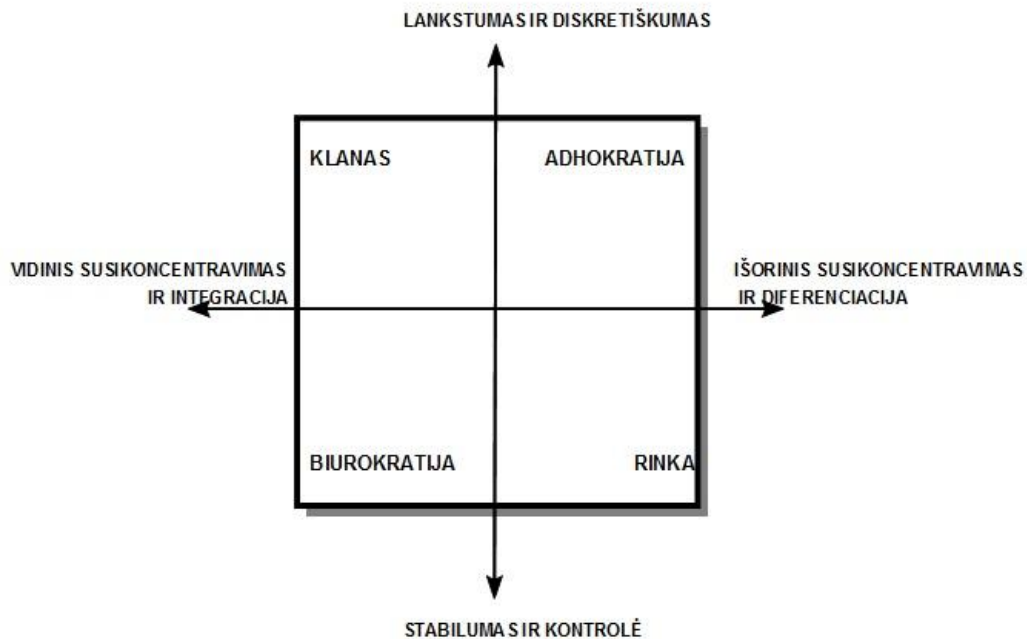 LANKSTUMAS IR DISKRETIŠKUMAS
KLANAS
ADHOKRATIJA
VIDINIS SUSIKONCENTRAVIMAS
IR INTEGRACIJA
IŠORINIS SUSIKONCENTRAVIMAS
IR DIFERENCIACIJA
BIUROKRATIJA
RINKA
STABILUMAS IR KONTROLĖ